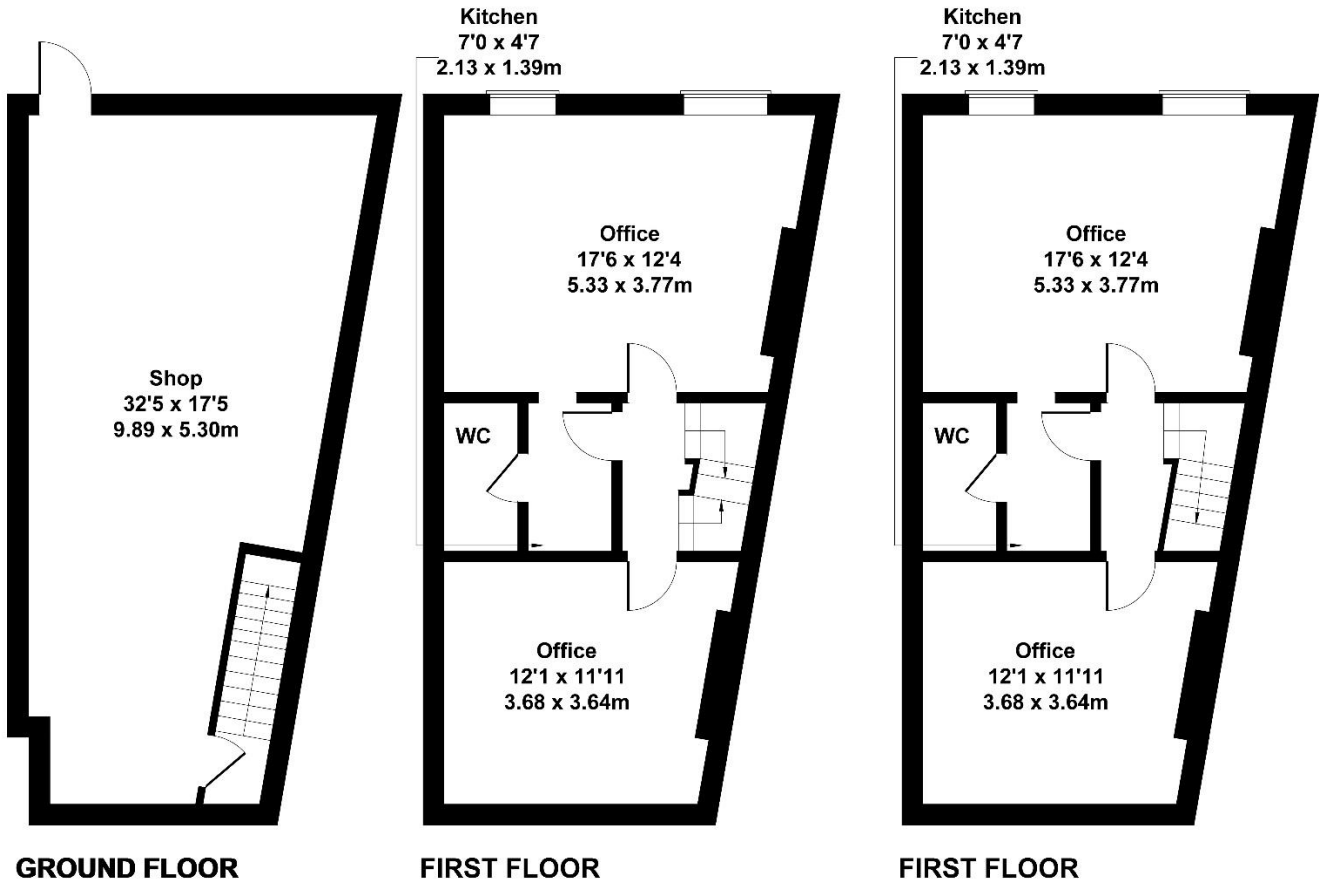 Kitchen
7'0 x 4'7
2.13 x 1.39m
Kitchen
7'0 x 4'7
2.13 x 1.39m
Office
17'6 x 12'4
5.33 x 3.77m
Office
17'6 x 12'4
5.33 x 3.77m
Shop
32'5 x 17'5
9.89 x 5.30m
WC
WC
Office
12'1 x 11'11
3.68 x 3.64m
Office
12'1 x 11'11
3.68 x 3.64m
GROUND FLOOR
FIRST FLOOR
FIRST FLOOR